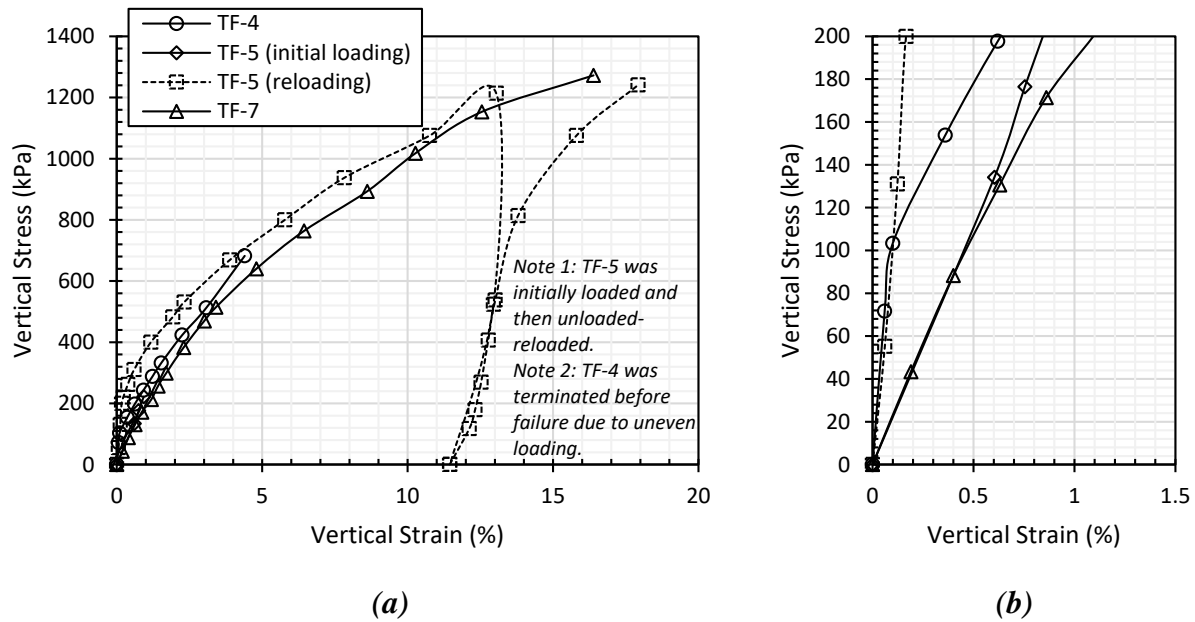 TF-4
TF-5 (initial loading)
TF-5 (reloading)
TF-7
1400
1200
1000
800
600
400
200
0
Vertical Stress (kPa)
0 5 10 15 20
Vertical Strain (%)
Note 1: TF-5 was
initially loaded and
then unloaded-
reloaded.
Note 2: TF-4 was
terminated before
failure due to uneven
loading.
(a)
200
180
160
140
120
100
80
60
40
20
0
Vertical Stress (kPa)
0 0.5 1 1.5
Vertical Strain (%)
(b)